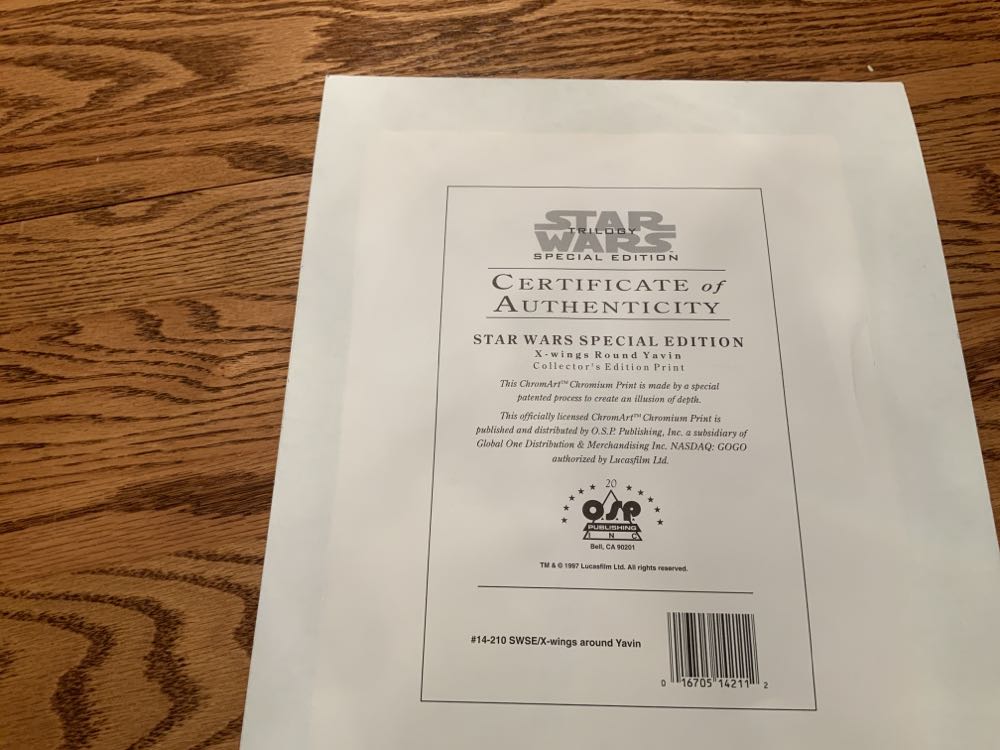 STAR
TRILOGY
WARS
SPECIAL EDITION
CERTIFICATE of
AUTHENTICITY
STAR WARS SPECIAL EDITION
X-wings Round Yavin
Collector's Edition Print
This ChromArt™ Chromium Print is made by a special
patented process to create an illusion of depth.
This officially licensed ChromArt™ Chromium Print is
published and distributed by O.S.P. Publishing, Inc. a subsidiary of
Global One Distribution & Merchandising Inc. NASDAQ: GOGO
authorized by Lucasfilm Ltd.
20
O.S.P.
PUBLISHING
INC
Bell, CA 90201
TM & © 1997 Lucasfilm Ltd. All rights reserved.
#14-210 SWSE/X-wings around Yavin
0 16705 14211 2